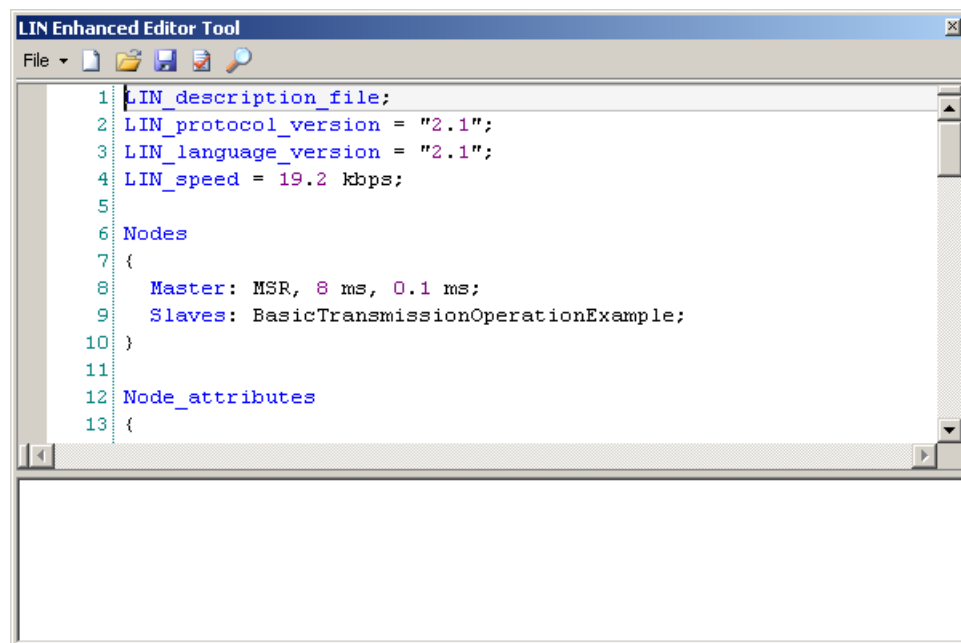 LIN Enhanced Editor Tool
File
1 LIN_description_file;
2 LIN_protocol_version = "2.1";
3 LIN_language_version = "2.1";
4 LIN_speed = 19.2 kbps;
5
6 Nodes
7 {
8 Master: MSR, 8 ms, 0.1 ms;
9 Slaves: BasicTransmissionOperationExample;
10 }
11
12 Node_attributes
13 {